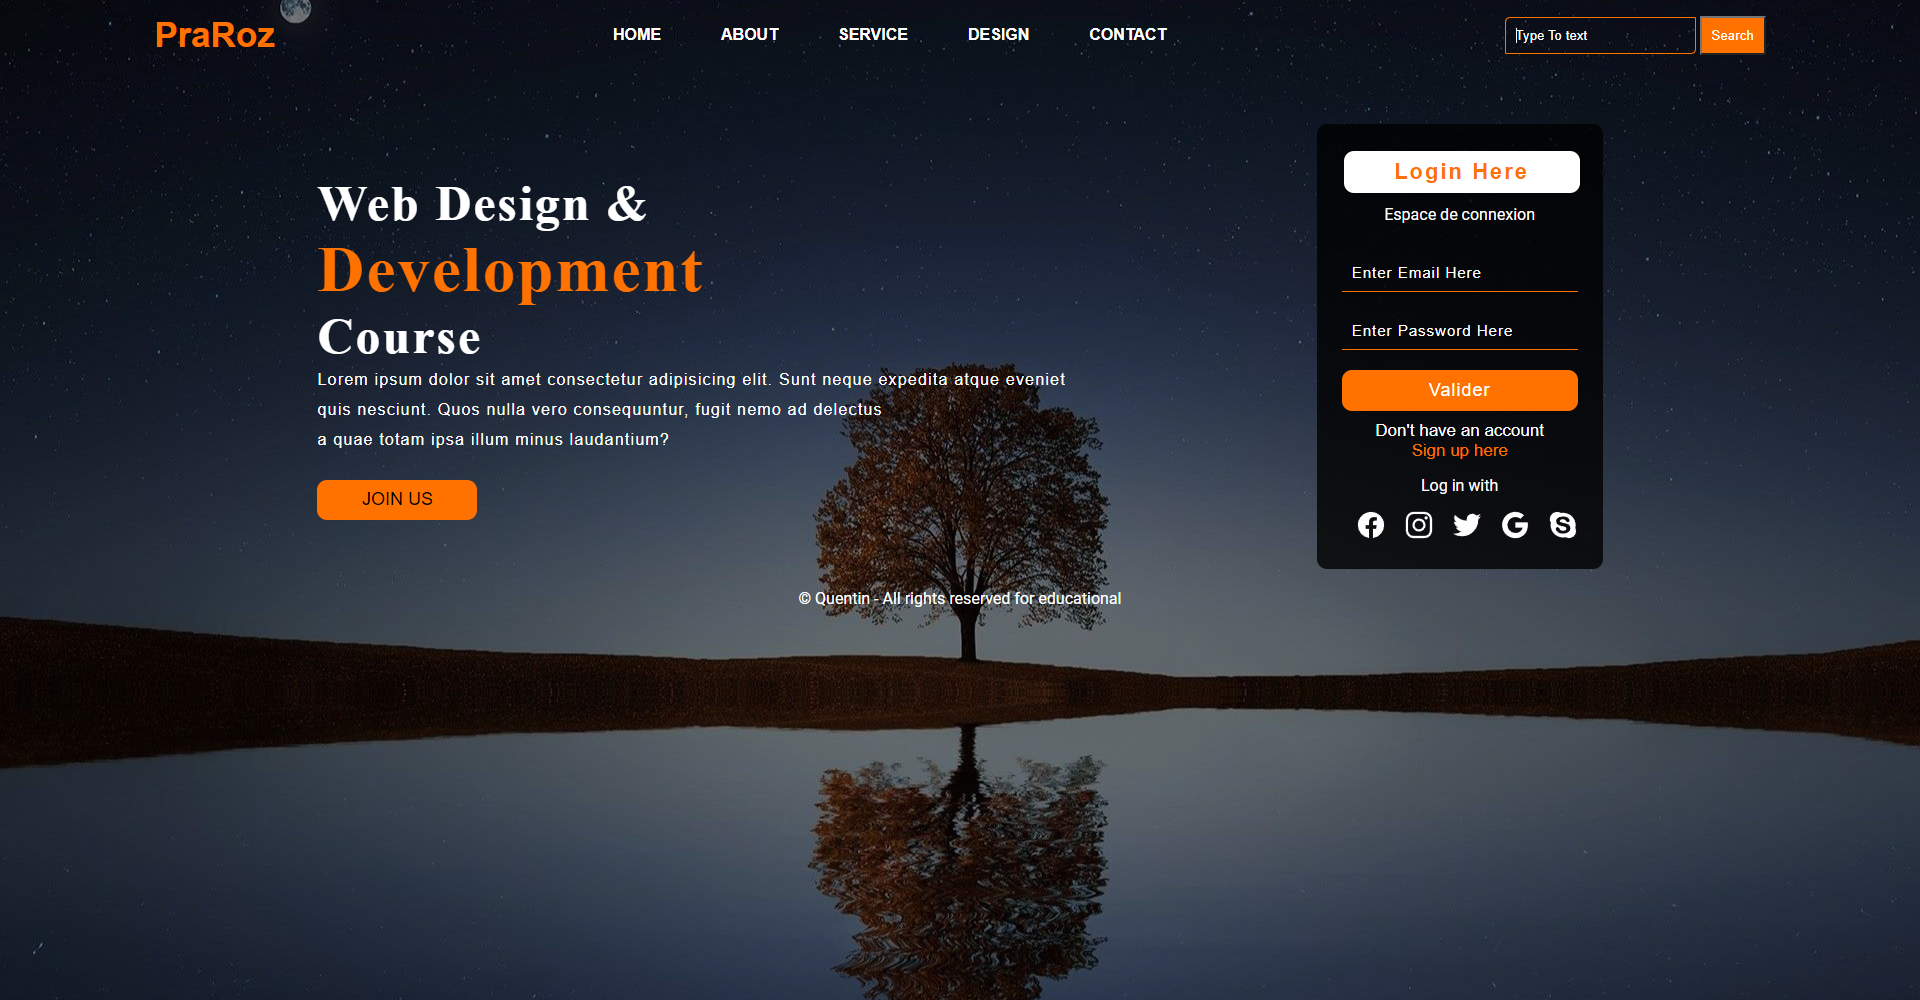 PraRoz
HOME ABOUT SERVICE DESIGN CONTACT
Type To text Search
Web Design &
Development
Course
Lorem ipsum dolor sit amet consectetur adipisicing elit. Sunt neque expedita atque eveniet
quis nesciunt. Quos nulla vero consequuntur, fugit nemo ad delectus
a quae totam ipsa illum minus laudantium?
JOIN US
Login Here
Espace de connexion
Enter Email Here
Enter Password Here
Valider
Don't have an account
Sign up here
Log in with
© Quentin - All rights reserved for educational